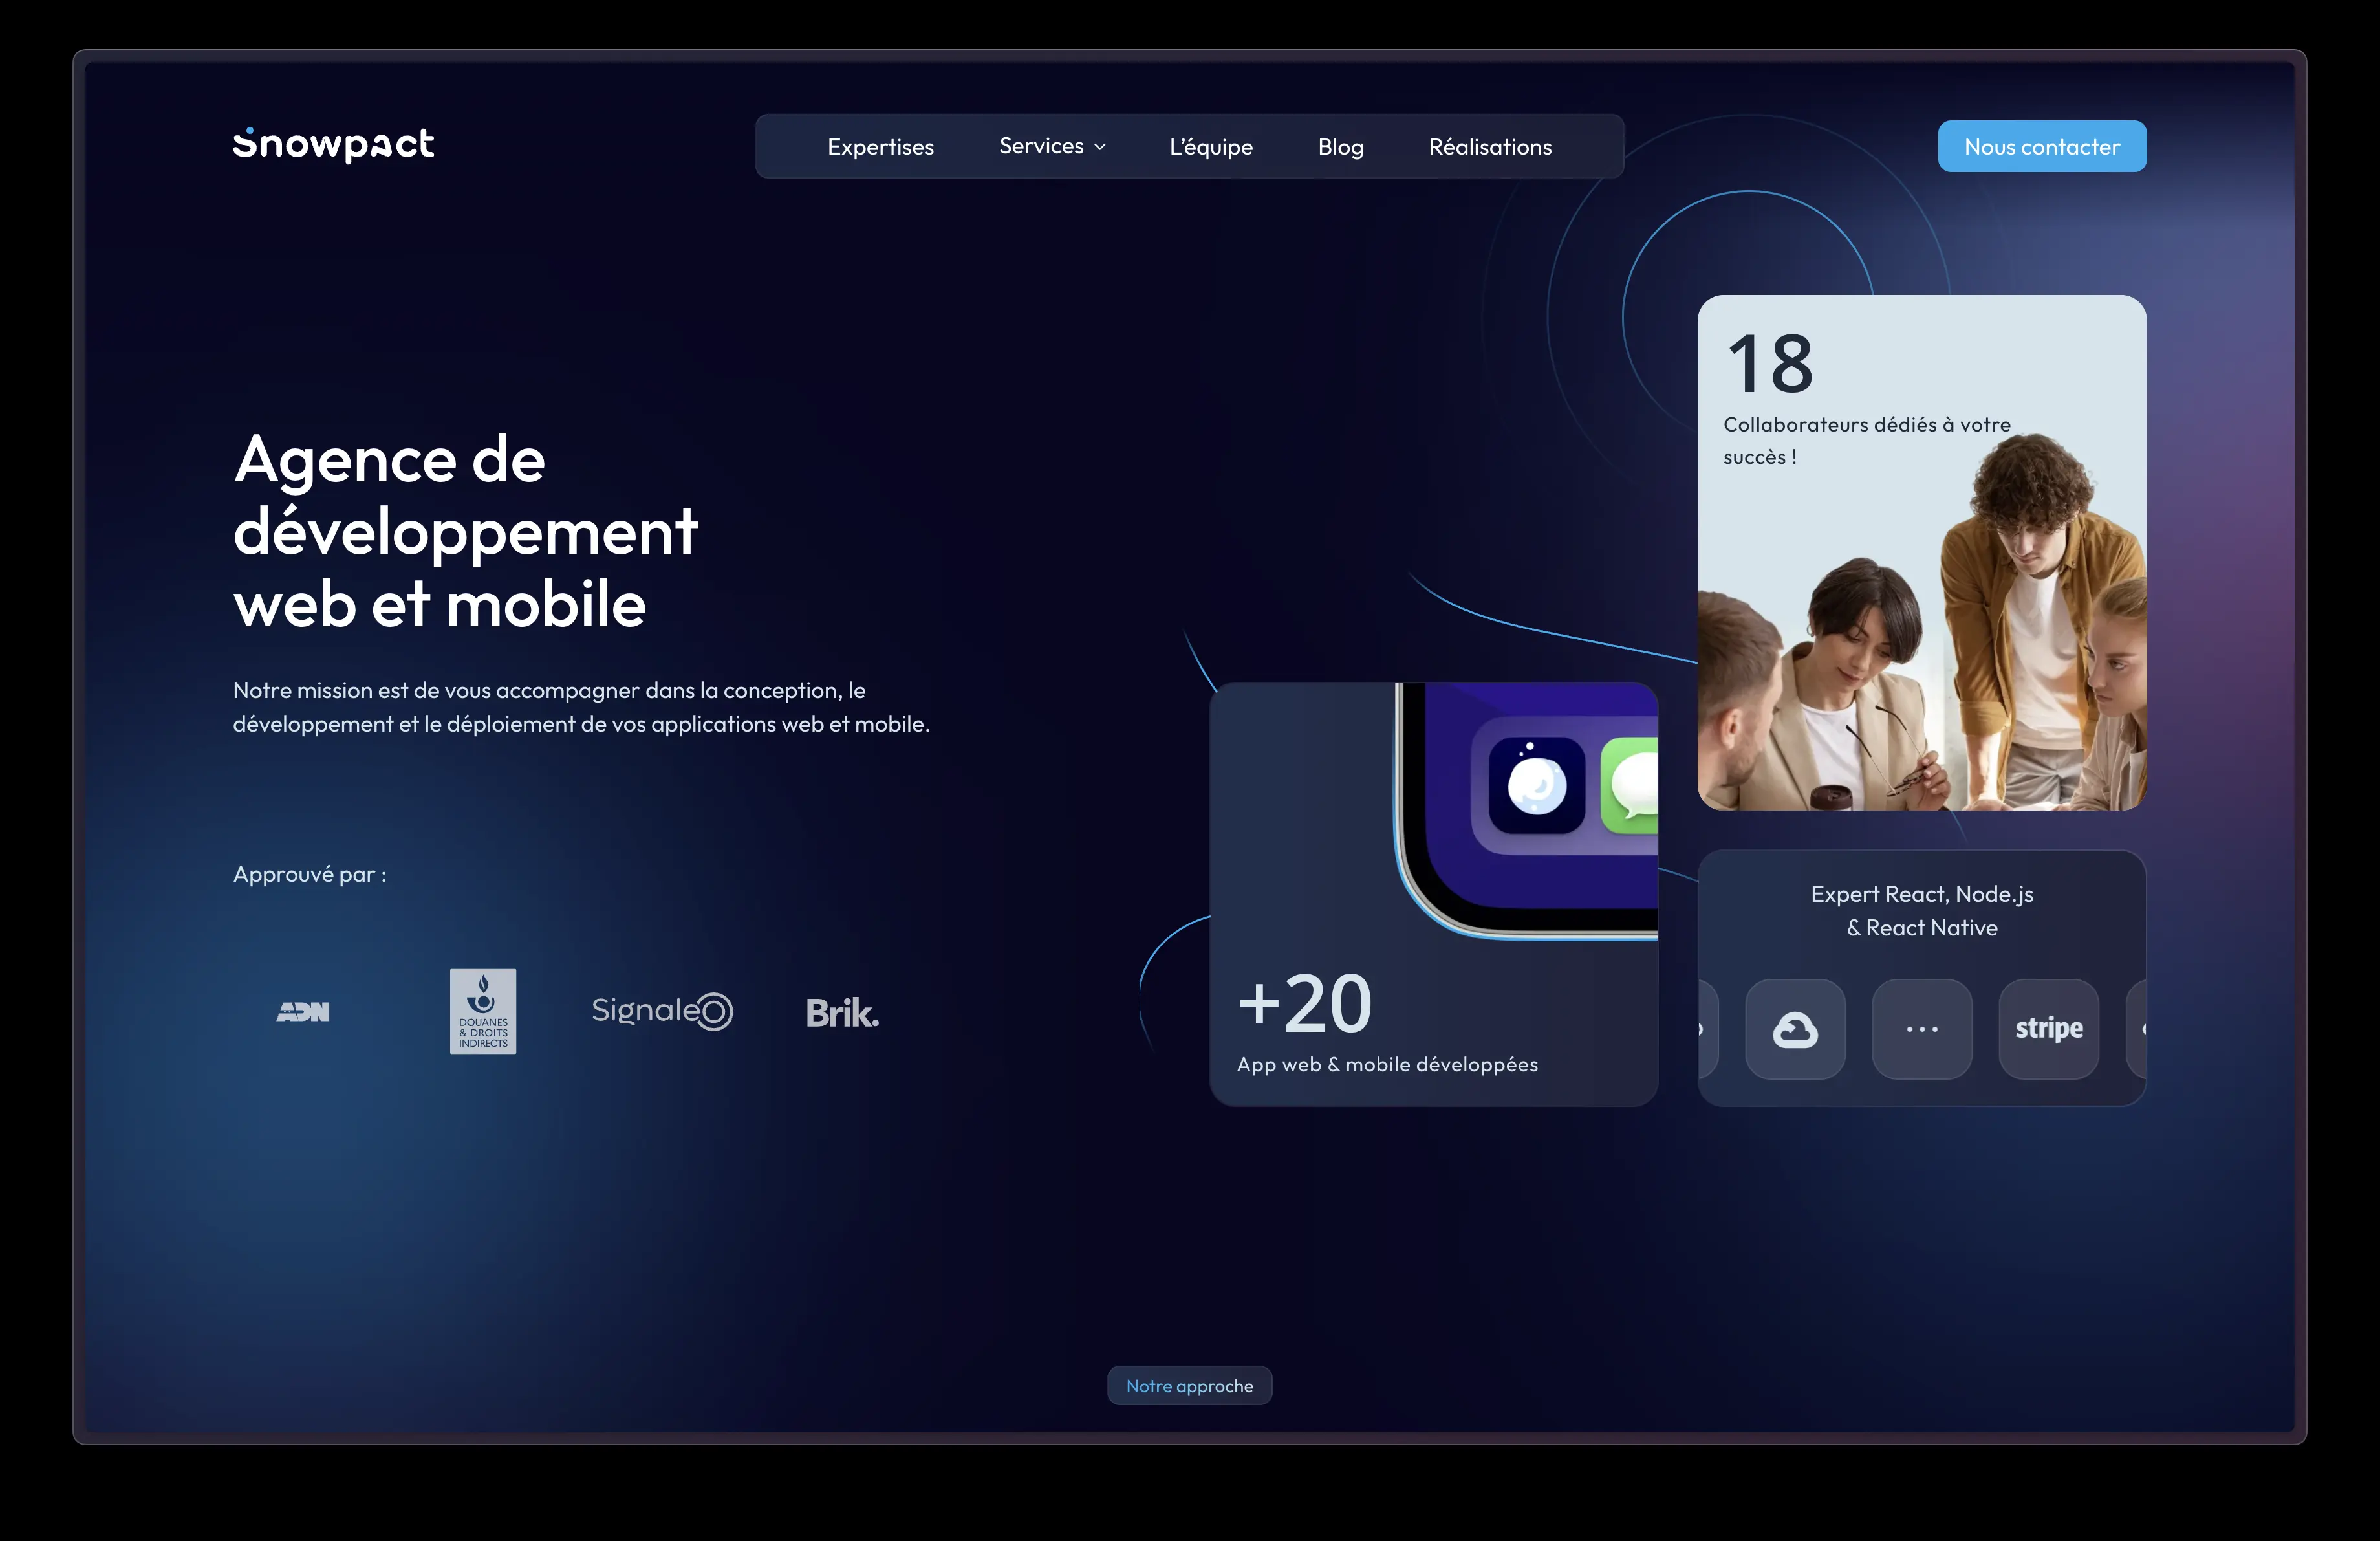 Snowpact
Expertises
Services
L'équipe
Blog
Réalisations
Nous contacter
Agence de
développement
web et mobile
Notre mission est de vous accompagner dans la conception, le
développement et le déploiement de vos applications web et mobile.
Approuvé par :
ADN
DOUANES
& DROITS
INDIRECTS
Signaleo
Brik.
18
Collaborateurs dédiés à votre
succès !
+20
App web & mobile développées
Expert React, Node.js
& React Native
...
stripe
Notre approche